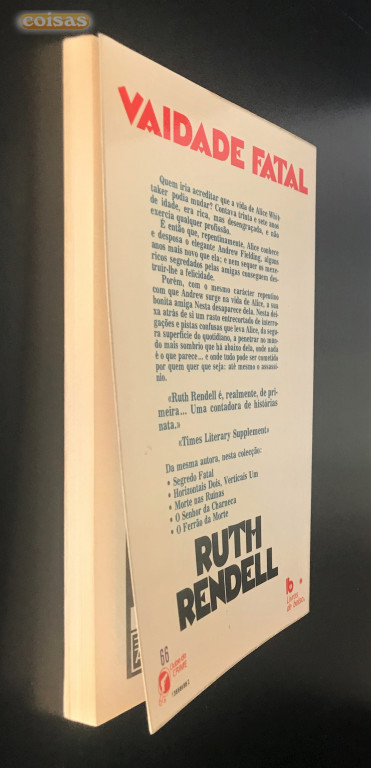 coisas
VAIDADE FATAL
Quem iria acreditar que a vida de Alice Whit-
taker podia mudar? Contava trinta e sete anos
de idade, era rica, mas desengraçada, e não
exercia qualquer profissão.
E então que, repentinamente, Alice conhece
e desposa o elegante Andrew Fielding, alguns
anos mais novo que ela; e nem sequer os mexe-
ricos segredados pelas amigas conseguem des-
truir-lhe a felicidade.
Porém, com o mesmo carácter repentino
com que Andrew surge na vida de Alice, a sua
bonita amiga Nesta desaparece dela. Nesta dei-
xa atrás de si um rasto entrecortado de interro-
gações e pistas confusas que leva Alice, da segu-
ra superfície do quotidiano, a penetrar no mun-
do mais sombrio que há abaixo dela, onde nada
é o que parece... e onde tudo pode ser cometido
por quem quer que seja: até mesmo o assassí-
nio.
«Ruth Rendell é, realmente, de pri-
meira... Uma contadora de histórias
nata.»
«Times Literary Supplement»
Da mesma autora, nesta colecção:
• Segredo Fatal
• Horizontais Dois, Verticais Um
• Morte nas Ruínas
• O Senhor da Charneca
• O Ferrão da Morte
RUTH
RENDELL
66
Clube do
CRIME
lb
Livros
de bolso